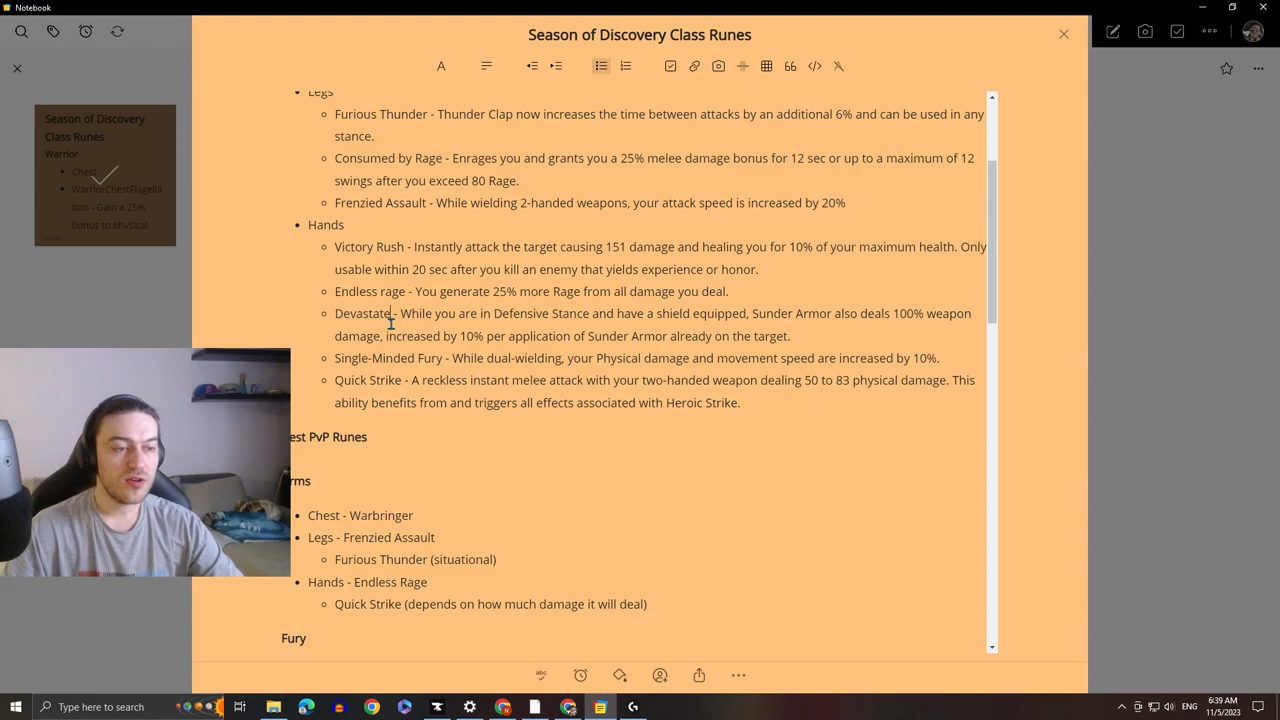 Notebook
Season of Discovery Class Runes
A
Legs
Furious Thunder - Thunder Clap now increases the time between attacks by an additional 6% and can be used in any
stance.
Consumed by Rage - Enrages you and grants you a 25% melee damage bonus for 12 sec or up to a maximum of 12
swings after you exceed 80 Rage.
Frenzied Assault - While wielding 2-handed weapons, your attack speed is increased by 20%
Hands
Victory Rush - Instantly attack the target causing 151 damage and healing you for 10% of your maximum health. Only
usable within 20 sec after you kill an enemy that yields experience or honor.
Endless rage - You generate 25% more Rage from all damage you deal.
Devastate - While you are in Defensive Stance and have a shield equipped, Sunder Armor also deals 100% weapon
damage, increased by 10% per application of Sunder Armor already on the target.
Single-Minded Fury - While dual-wielding, your Physical damage and movement speed are increased by 10%.
Quick Strike - A reckless instant melee attack with your two-handed weapon dealing 50 to 83 physical damage. This
ability benefits from and triggers all effects associated with Heroic Strike.
est PvP Runes
rms
Chest - Warbringer
Legs - Frenzied Assault
Furious Thunder (situational)
Hands - Endless Rage
Quick Strike (depends on how much damage it will deal)
Fury
abc
Season of Discovery
Class Runes
Warrior
Chest
WarriorChestFlagella
tion - Gain a 25%
bonus to physical
Today
Type here to search
6:39 AM
11/5/2023